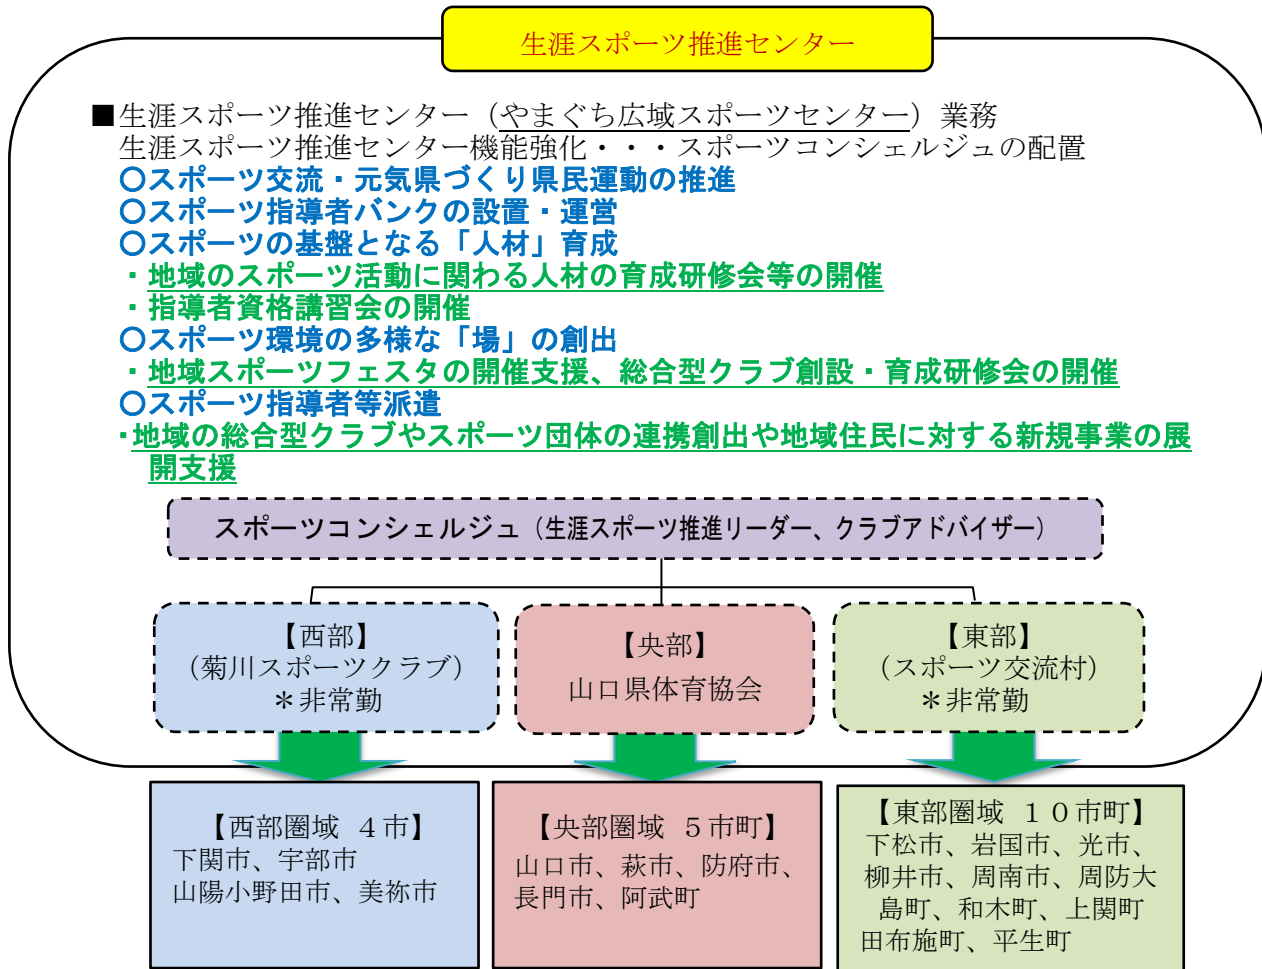 生涯スポーツ推進センター
■生涯スポーツ推進センター（やまぐち広域スポーツセンター）業務
生涯スポーツ推進センター機能強化・・・スポーツコンシェルジュの配置
〇スポーツ交流・元気県づくり県民運動の推進
〇スポーツ指導者バンクの設置・運営
〇スポーツの基盤となる「人材」育成
・地域のスポーツ活動に関わる人材の育成研修会等の開催
・指導者資格講習会の開催
〇スポーツ環境の多様な「場」の創出
・地域スポーツフェスタの開催支援、総合型クラブ創設・育成研修会の開催
〇スポーツ指導者等派遣
・地域の総合型クラブやスポーツ団体の連携創出や地域住民に対する新規事業の展
開支援
スポーツコンシェルジュ（生涯スポーツ推進リーダー、クラブアドバイザー）
【西部】
（菊川スポーツクラブ）
＊非常勤
【央部】
山口県体育協会
【東部】
（スポーツ交流村）
＊非常勤
【西部圏域 ４市】
下関市、宇部市
山陽小野田市、美祢市
【央部圏域 ５市町】
山口市、萩市、防府市、
長門市、阿武町
【東部圏域 １０市町】
下松市、岩国市、光市、
柳井市、周南市、周防大
島町、和木町、上関町
田布施町、平生町